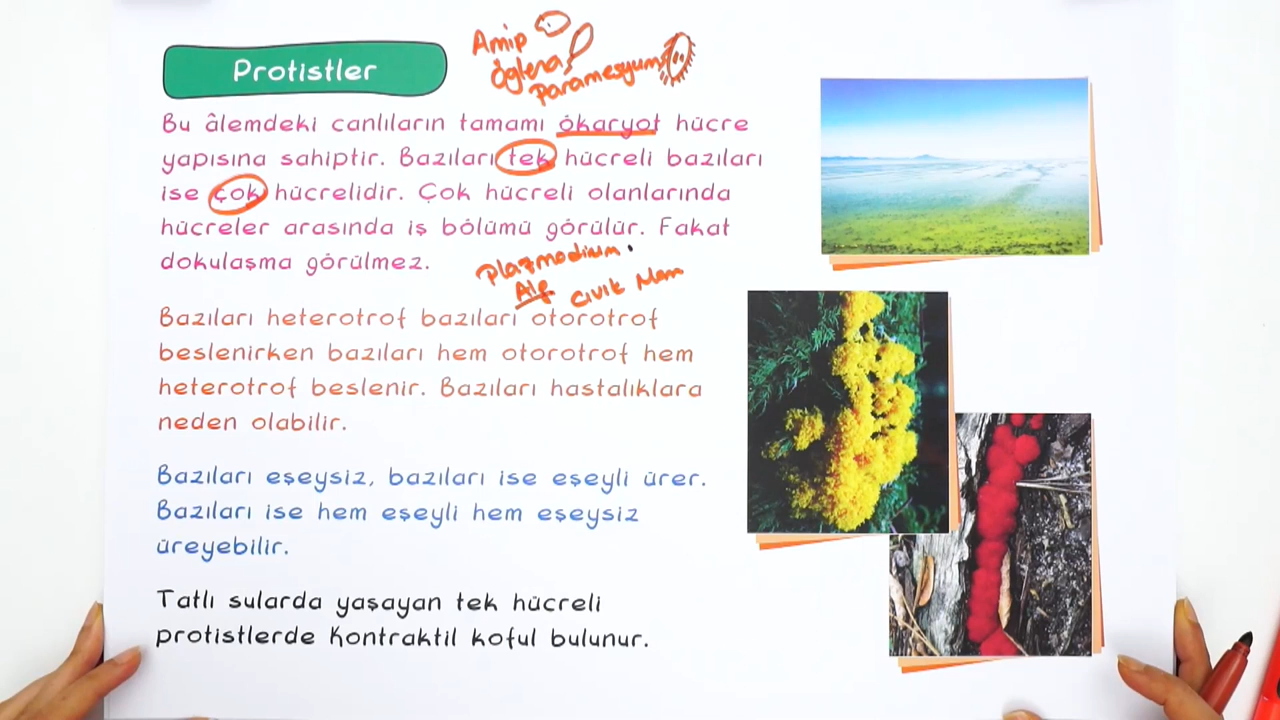 Protistler
Amip
Öglena
Paramesyum
Bu âlemdeki canlıların tamamı ökaryot hücre
yapısına sahiptir. Bazıları tek hücreli bazıları
ise çok hücrelidir. Çok hücreli olanlarında
hücreler arasında iş bölümü görülür. Fakat
dokulaşma görülmez.
Plazmodium.
Alg Cıvık Man
Bazıları heterotrof bazıları otorotrof
beslenirken bazıları hem otorotrof hem
heterotrof beslenir. Bazıları hastalıklara
neden olabilir.
Bazıları eşeysiz, bazıları ise eşeyli ürer.
Bazıları ise hem eşeyli hem eşeysiz
üreyebilir.
Tatlı sularda yaşayan tek hücreli
protistlerde Kontraktil koful bulunur.